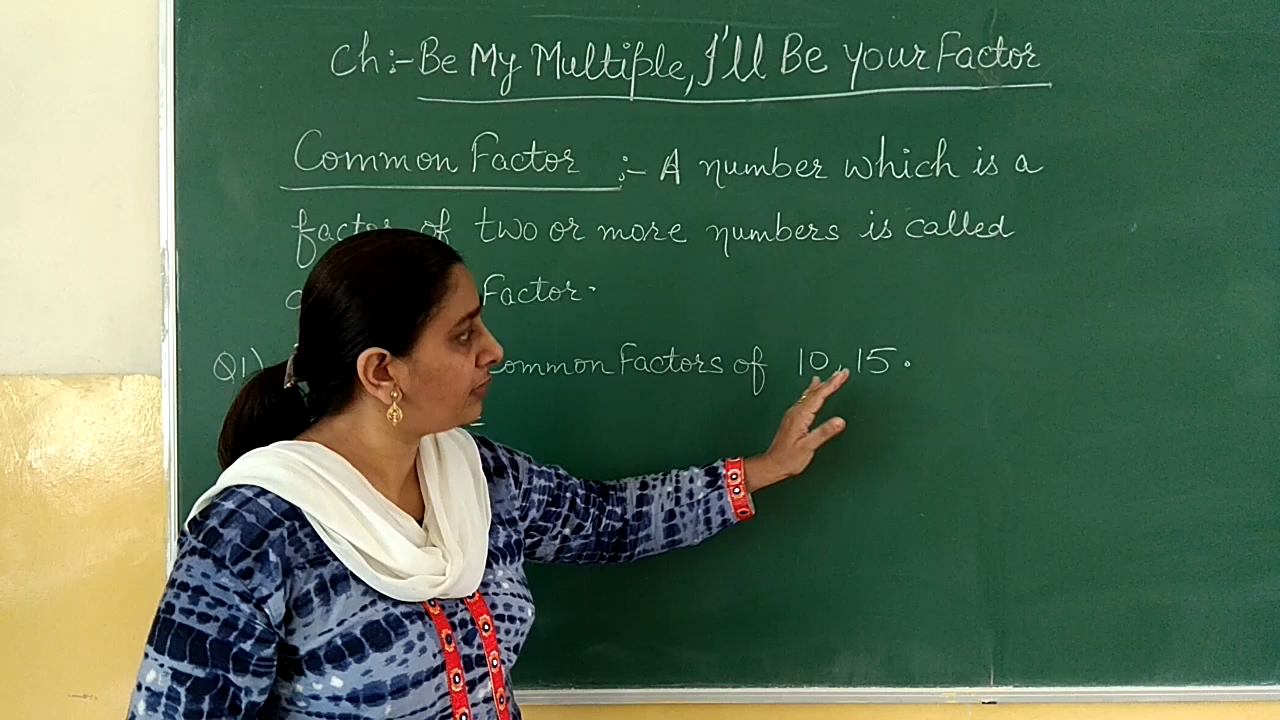 Ch:- Be My Multiple, I'll Be Your Factor
Common Factor :- A number which is a
factor of two or more numbers is called
Factor.
Q1) Common Factors of 10, 15.